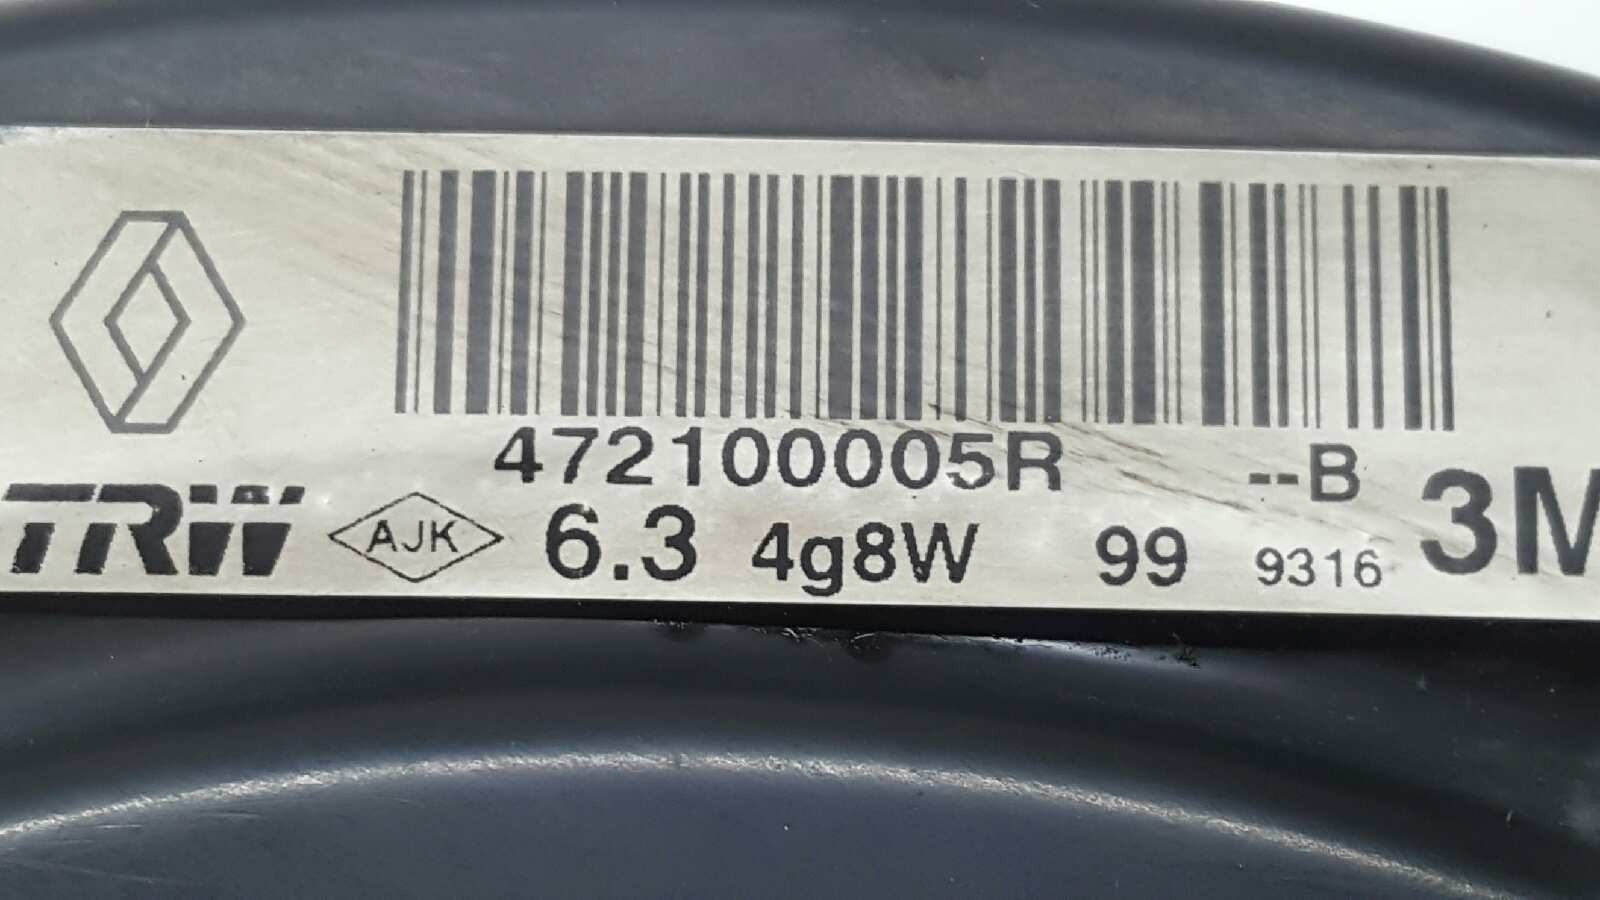 472100005R --B
TRW AJK 6.3 4g8W 99 9316 3M